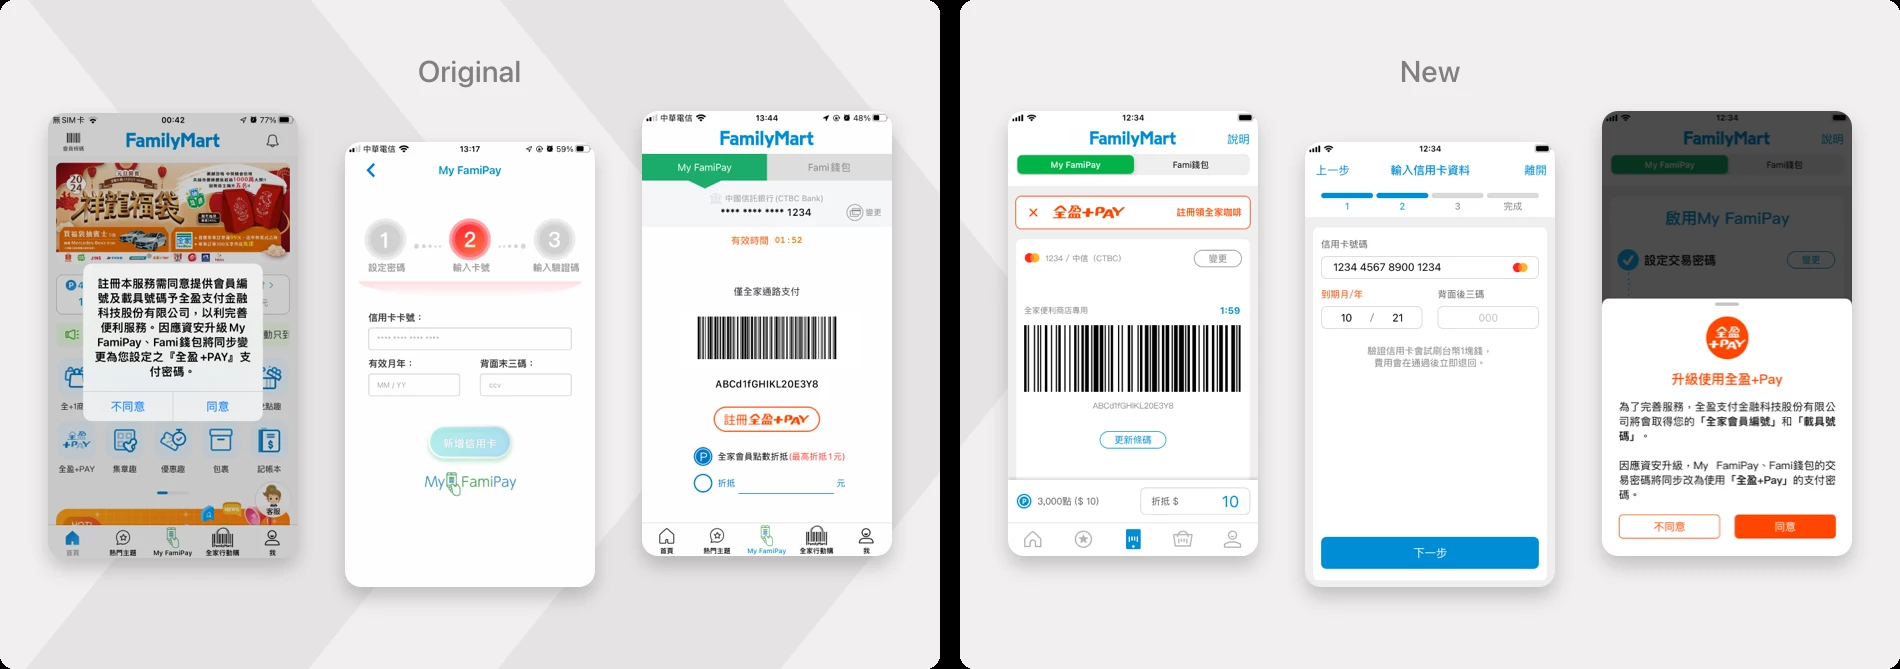 Original
無SIM卡
00:42
77%
會員條碼
FamilyMart
2024
祥龍福袋
註冊本服務需同意提供會員編
號及載具號碼予全盈支付金融
科技股份有限公司，以利完善
便利服務。因應資安升級My
FamiPay、Fami錢包將同步變
更為您設定之『全盈+PAY』支
付密碼。
不同意
同意
全盈+PAY
集章趣
優惠趣
包裹
記帳本
客服
首頁
熱門主題
My FamiPay
全家行動購
我
中華電信
13:17
59%
My FamiPay
1
2
3
設定密碼
輸入卡號
輸入驗證碼
信用卡卡號：
**** **** **** ****
有效月年：
背面末三碼：
MM / YY
ccv
新增信用卡
My FamiPay
中華電信
13:44
48%
FamilyMart
My FamiPay
Fami錢包
中國信託銀行 (CTBC Bank)
**** **** **** 1234
變更
有效時間 01:52
僅全家通路支付
ABCd1fGHIKL20E3Y8
註冊全盈+PAY
全家會員點數折抵(最高折抵1元)
折抵
元
首頁
熱門主題
My FamiPay
全家行動購
我
New
12:34
FamilyMart
說明
My FamiPay
Fami錢包
全盈+PAY
註冊領全家咖啡
1234 / 中信 (CTBC)
變更
全家便利商店專用
1:59
ABCD1fGHIKL20E3Y8
更新條碼
3,000點 ($ 10)
折抵 $
10
12:34
上一步
輸入信用卡資料
離開
1
2
3
完成
信用卡號碼
1234 4567 8900 1234
到期月/年
背面後三碼
10 / 21
000
驗證信用卡會試刷台幣1塊錢，
費用會在通過後立即退回。
下一步
12:34
FamilyMart
說明
My FamiPay
Fami錢包
啟用My FamiPay
設定交易密碼
變更
全盈
+PAY
升級使用全盈+Pay
為了完善服務，全盈支付金融科技股份有限公
司將會取得您的「全家會員編號」和「載具號
碼」。
因應資安升級，My FamiPay、Fami錢包的交
易密碼將同步改為使用「全盈+Pay」的支付密
碼。
不同意
同意